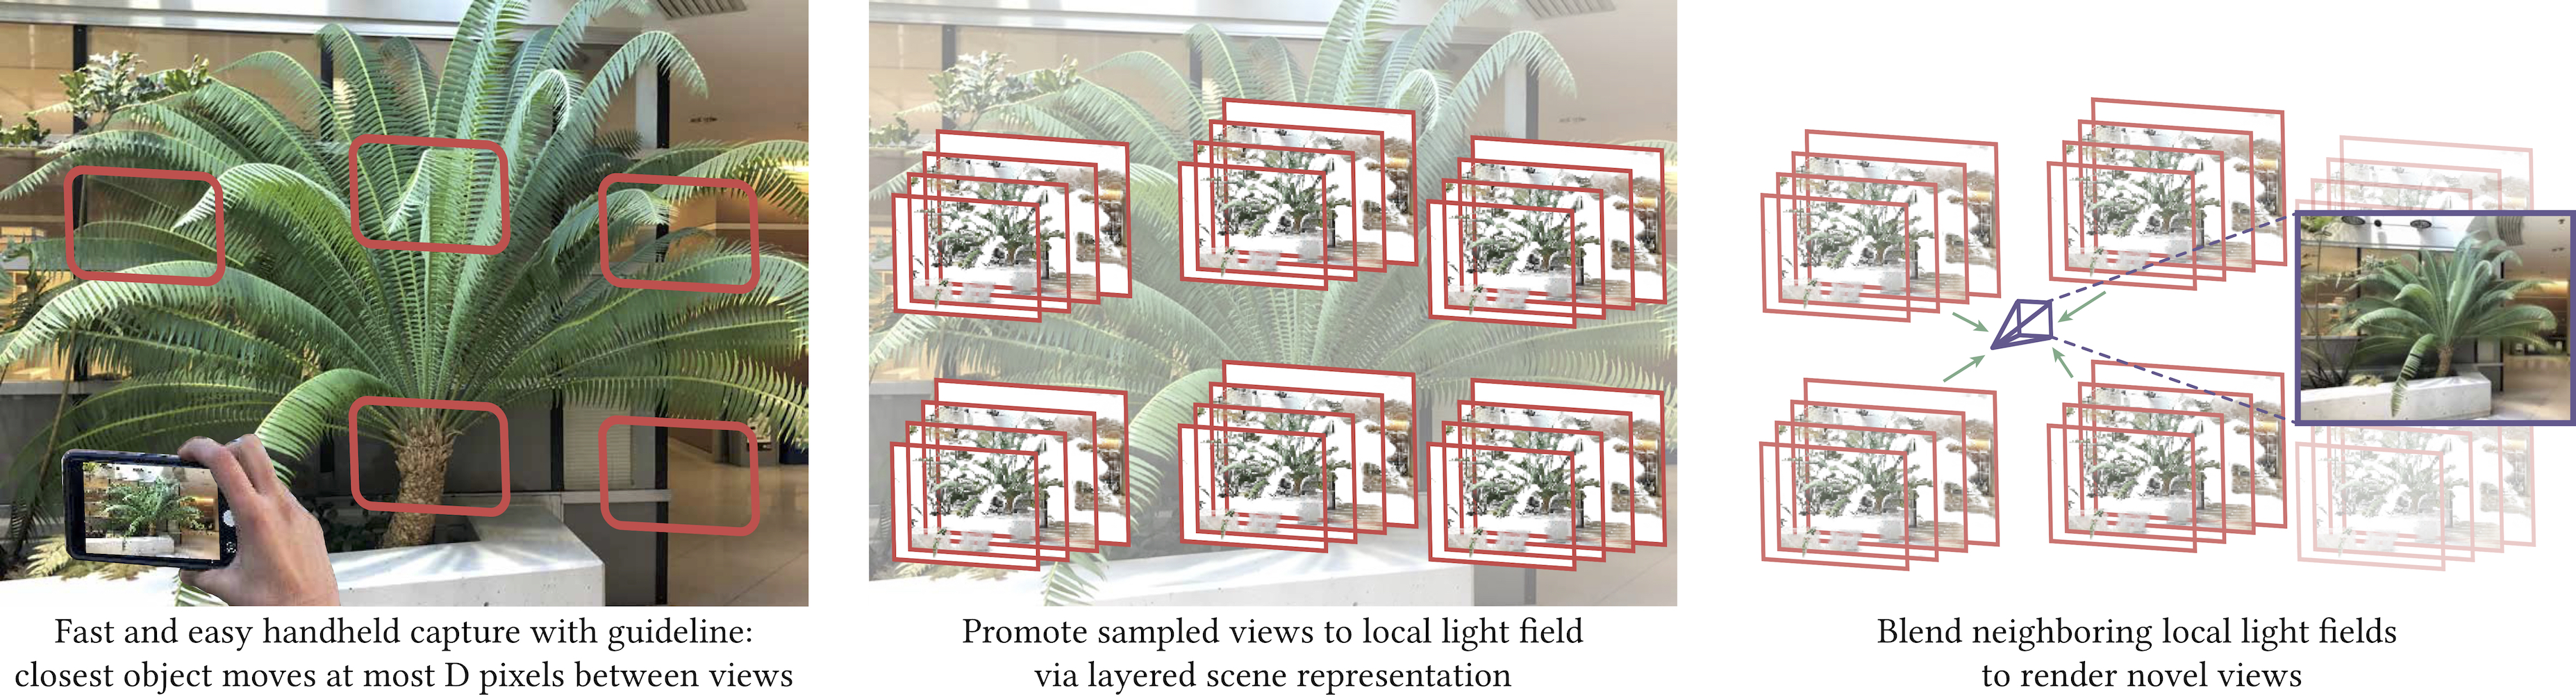 Fast and easy handheld capture with guideline:
closest object moves at most D pixels between views
Promote sampled views to local light field
via layered scene representation
Blend neighboring local light fields
to render novel views